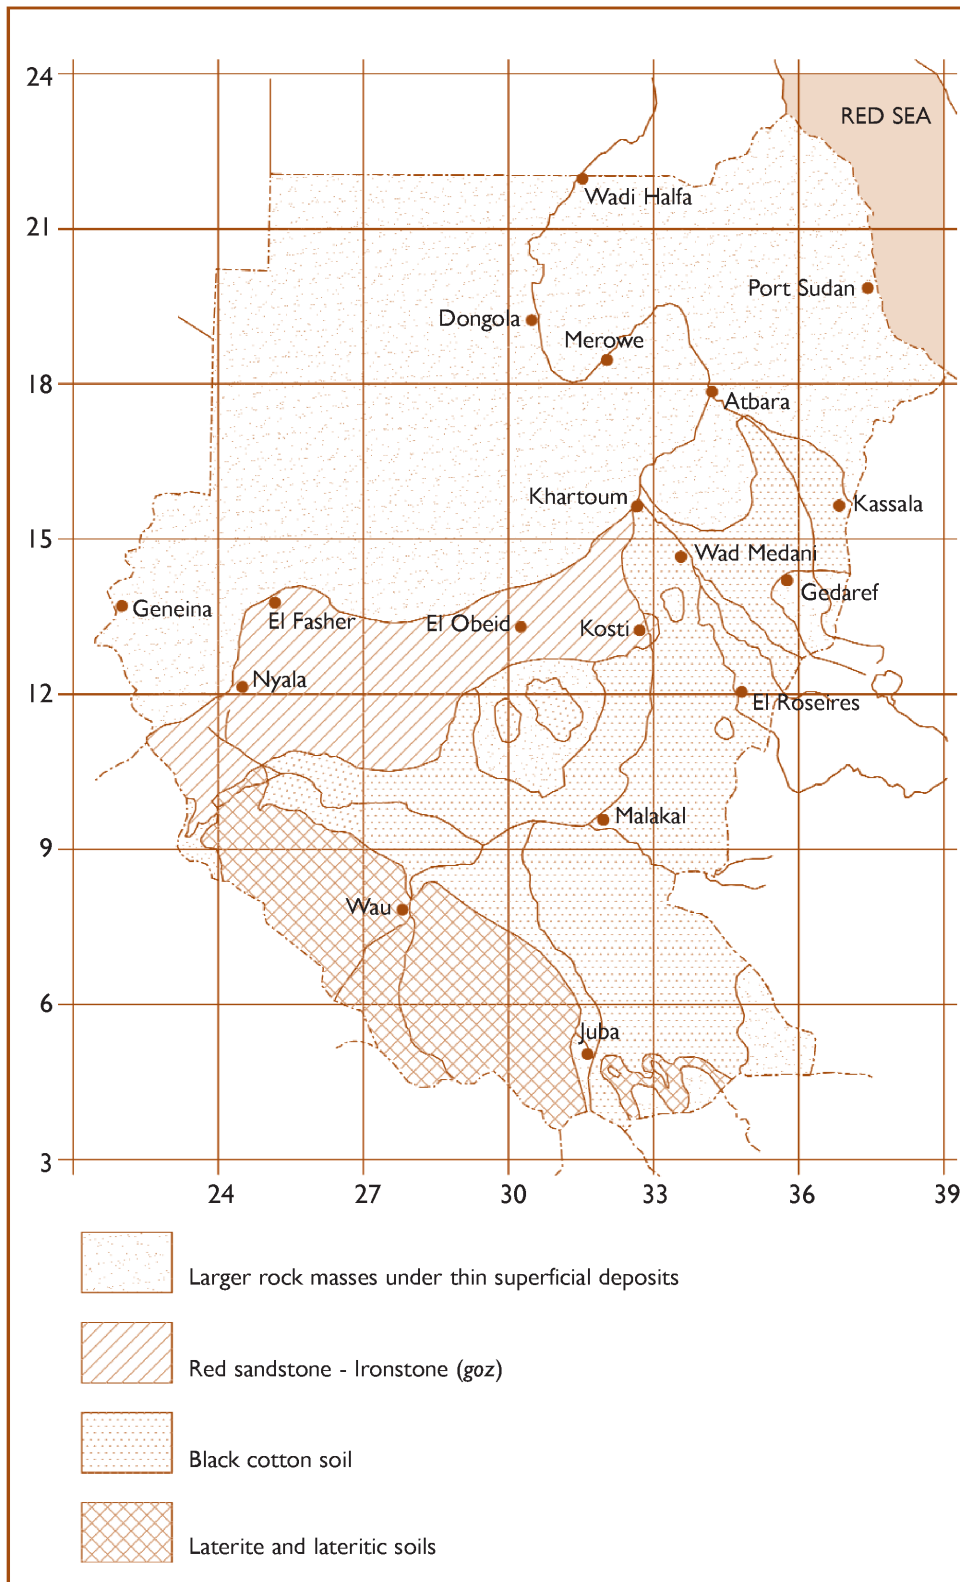 24
RED SEA
Wadi Halfa
21
Port Sudan
Dongola
Merowe
18
Atbara
Khartoum
Kassala
15
Wad Medani
Gedaref
Geneina
El Fasher
El Obeid
Kosti
Nyala
12
El Roseires
Malakal
9
Wau
6
Juba
3
24 27 30 33 36 39
Larger rock masses under thin superficial deposits
Red sandstone - Ironstone (goz)
Black cotton soil
Laterite and lateritic soils